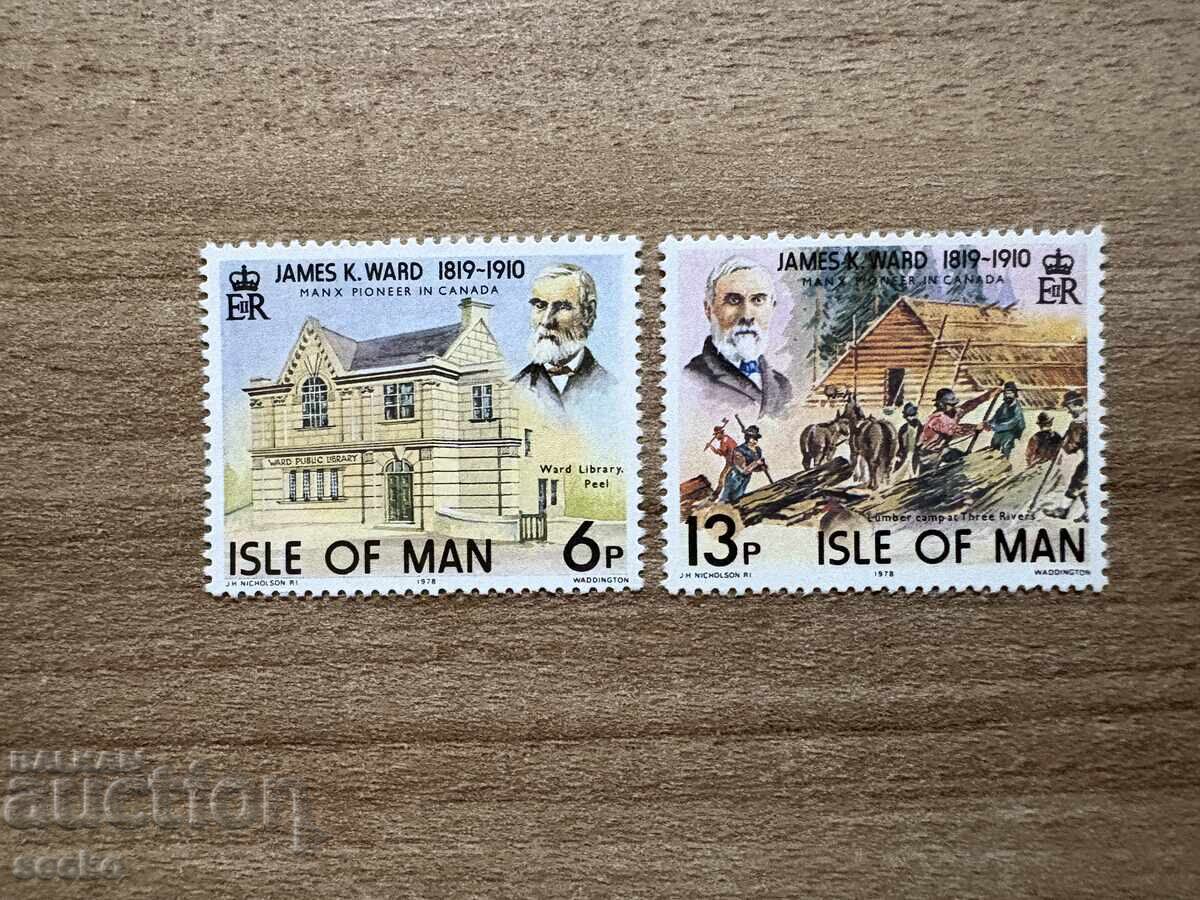 JAMES K. WARD 1819~1910
MANX PIONEER IN CANADA
EIIR
WARD PUBLIC LIBRARY
Ward Library.
Peel
ISLE OF MAN 6P
J.H NICHOLSON R.I. 1978 WADDINGTON
JAMES K. WARD 1819~1910
MANX PIONEER IN CANADA
EIIR
Lumber camp at Three Rivers
13P ISLE OF MAN
J.H NICHOLSON R.I. 1978 WADDINGTON
BALKAN
auction
secko